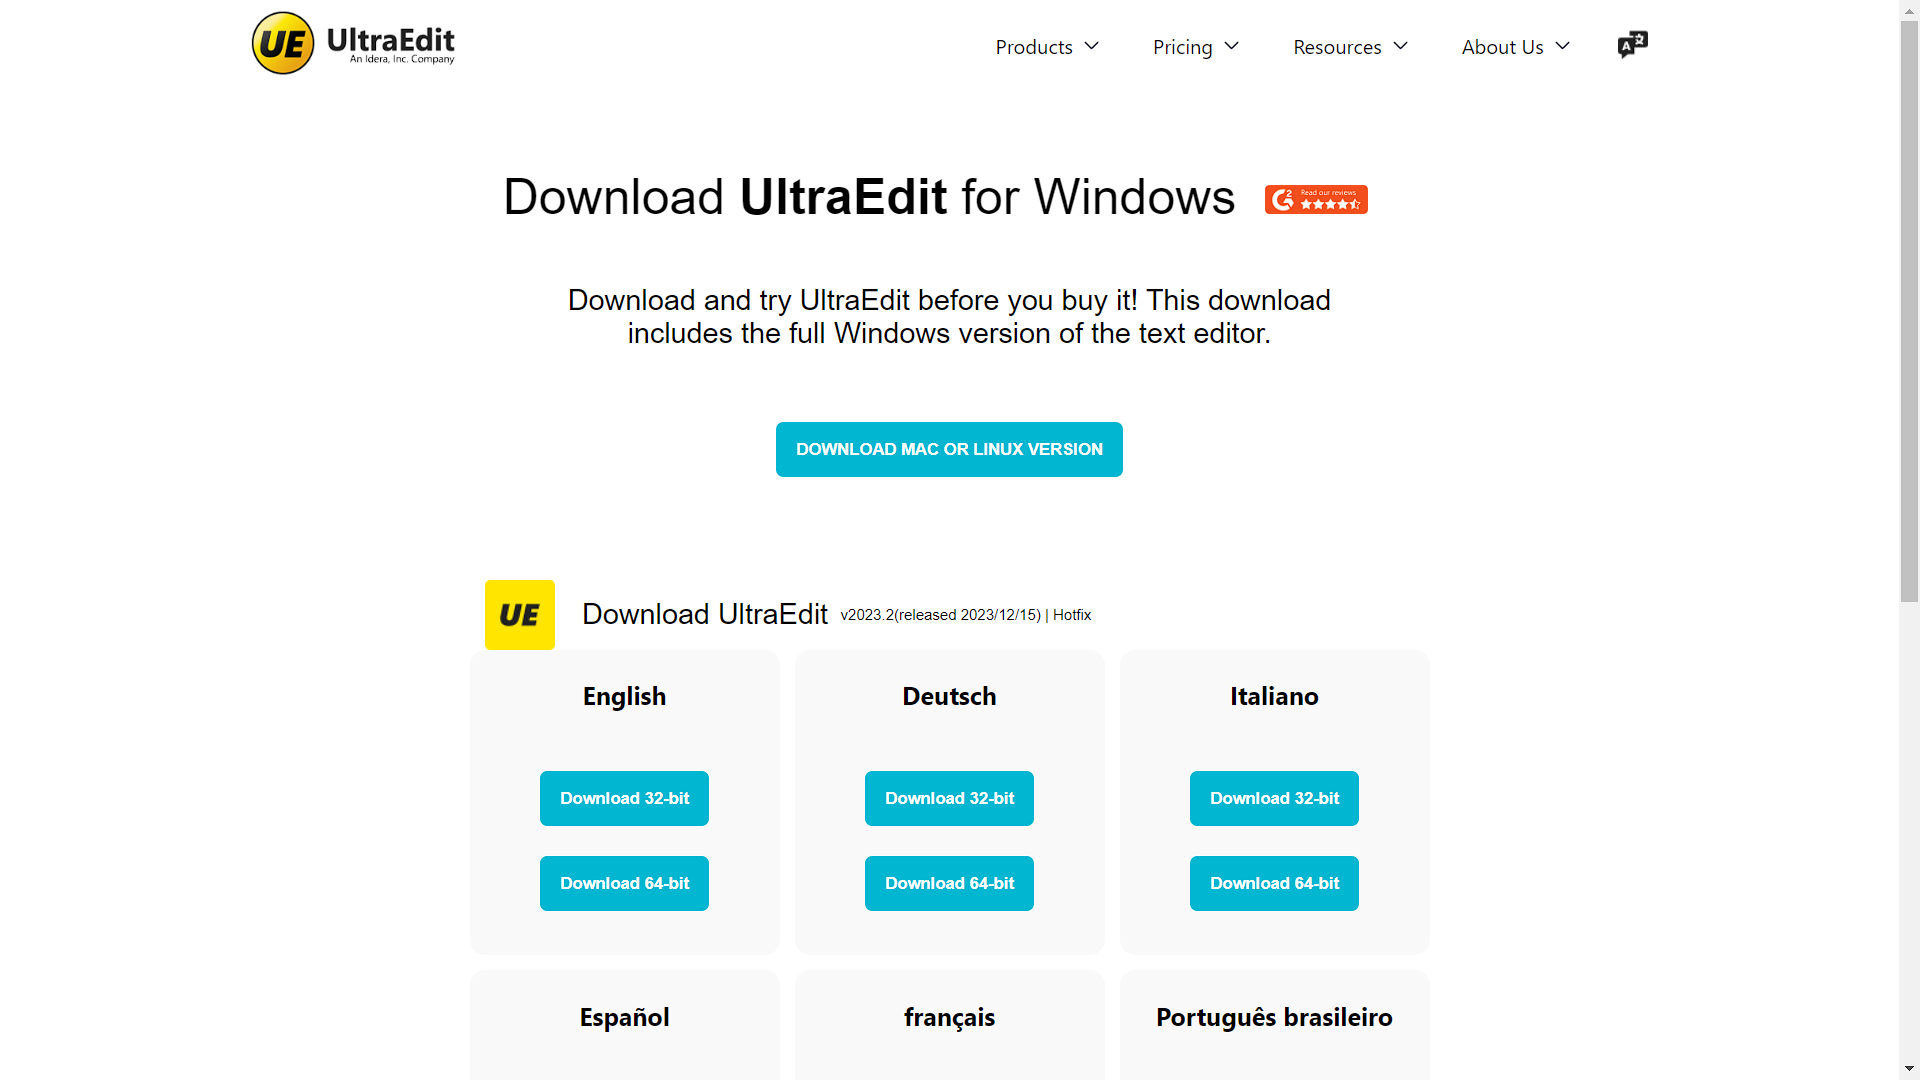 UE UltraEdit
An Idera, Inc. Company
Products
Pricing
Resources
About Us
A
Download UltraEdit for Windows
Read our reviews
G2
Download and try UltraEdit before you buy it! This download
includes the full Windows version of the text editor.
DOWNLOAD MAC OR LINUX VERSION
UE
Download UltraEdit v2023.2(released 2023/12/15) | Hotfix
English
Deutsch
Italiano
Download 32-bit
Download 32-bit
Download 32-bit
Download 64-bit
Download 64-bit
Download 64-bit
Español
français
Português brasileiro